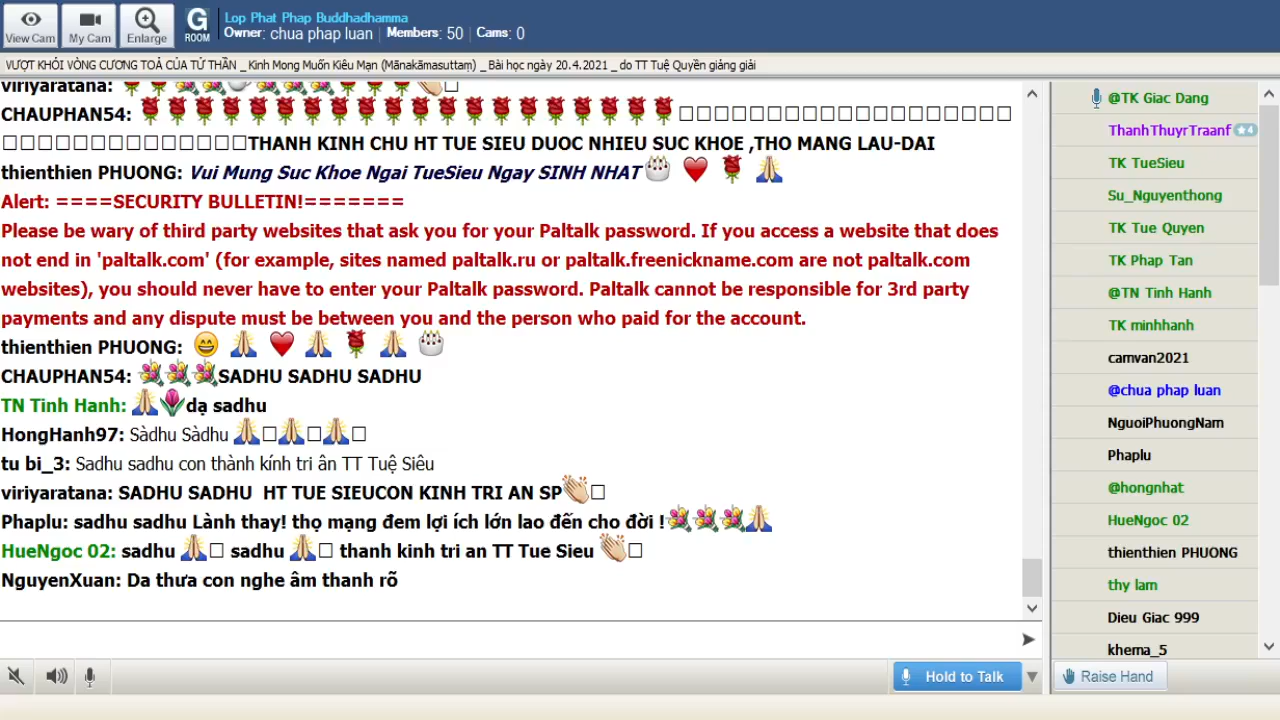 View Cam
My Cam
Enlarge
G
ROOM
Lop Phat Phap Buddhadhamma
Owner: chua phap luan | Members: 50 | Cams: 0
VƯỢT KHỎI VÒNG CƯƠNG TOẢ CỦA TỬ THẦN _ Kinh Mong Muốn Kiêu Mạn (Mānakāmasuttaṃ) _ Bài học ngày 20.4.2021 _ do TT Tuệ Quyền giảng giải
viriyaratana:
CHAUPHAN54:
THANH KINH CHU HT TUE SIEU DUOC NHIEU SUC KHOE ,THO MANG LAU-DAI
thienthien PHUONG: Vui Mung Suc Khoe Ngai TueSieu Ngay SINH NHAT
Alert: ====SECURITY BULLETIN!=======
Please be wary of third party websites that ask you for your Paltalk password. If you access a website that does
not end in 'paltalk.com' (for example, sites named paltalk.ru or paltalk.freenickname.com are not paltalk.com
websites), you should never have to enter your Paltalk password. Paltalk cannot be responsible for 3rd party
payments and any dispute must be between you and the person who paid for the account.
thienthien PHUONG:
CHAUPHAN54: SADHU SADHU SADHU
TN Tinh Hanh: dạ sadhu
HongHanh97: Sàdhu Sàdhu
tu bi_3: Sadhu sadhu con thành kính tri ân TT Tuệ Siêu
viriyaratana: SADHU SADHU  HT TUE SIEUCON KINH TRI AN SP
Phaplu: sadhu sadhu Lành thay! thọ mạng đem lợi ích lớn lao đến cho đời !
HueNgoc 02: sadhu sadhu thanh kinh tri an TT Tue Sieu
NguyenXuan: Da thưa con nghe âm thanh rõ
Hold to Talk
@TK Giac Dang
ThanhThuyrTraanf 4
TK TueSieu
Su_Nguyenthong
TK Tue Quyen
TK Phap Tan
@TN Tinh Hanh
TK minhhanh
camvan2021
@chua phap luan
NguoiPhuongNam
Phaplu
@hongnhat
HueNgoc 02
thienthien PHUONG
thy lam
Dieu Giac 999
khema_5
Raise Hand